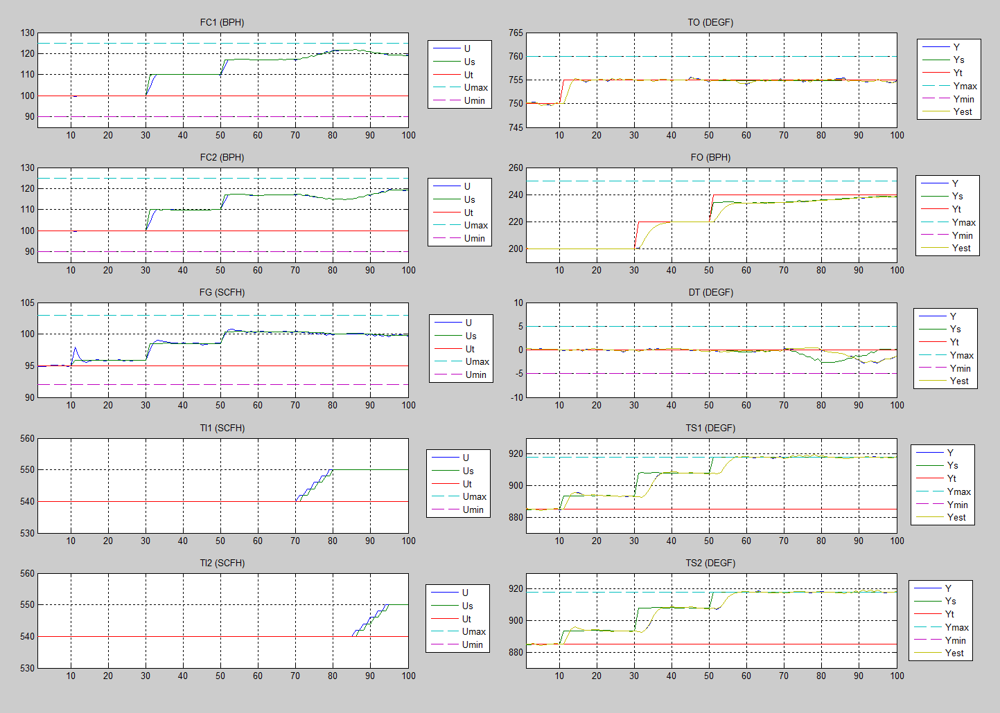 FC1 (BPH)
130
120
110
100
90
10 20 30 40 50 60 70 80 90 100
U
Us
Ut
Umax
Umin
TO (DEGF)
765
760
755
750
745
10 20 30 40 50 60 70 80 90 100
Y
Ys
Yt
Ymax
Ymin
Yest
FC2 (BPH)
130
120
110
100
90
10 20 30 40 50 60 70 80 90 100
U
Us
Ut
Umax
Umin
FO (BPH)
260
240
220
200
10 20 30 40 50 60 70 80 90 100
Y
Ys
Yt
Ymax
Ymin
Yest
FG (SCFH)
105
100
95
90
10 20 30 40 50 60 70 80 90 100
U
Us
Ut
Umax
Umin
DT (DEGF)
10
5
0
-5
-10
10 20 30 40 50 60 70 80 90 100
Y
Ys
Yt
Ymax
Ymin
Yest
TI1 (SCFH)
560
550
540
530
10 20 30 40 50 60 70 80 90 100
U
Us
Ut
Umax
Umin
TS1 (DEGF)
920
900
880
10 20 30 40 50 60 70 80 90 100
Y
Ys
Yt
Ymax
Ymin
Yest
TI2 (SCFH)
560
550
540
530
10 20 30 40 50 60 70 80 90 100
U
Us
Ut
Umax
Umin
TS2 (DEGF)
920
900
880
10 20 30 40 50 60 70 80 90 100
Y
Ys
Yt
Ymax
Ymin
Yest